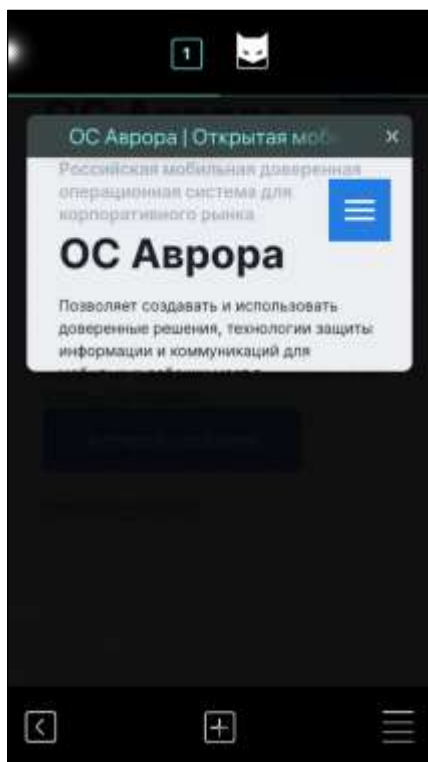 1
ОС Аврора | Открытая моб
Российская мобильная доверенная
операционная система для
корпоративного рынка
ОС Аврора
Позволяет создавать и использовать
доверенные решения, технологии защиты
информации и коммуникаций для